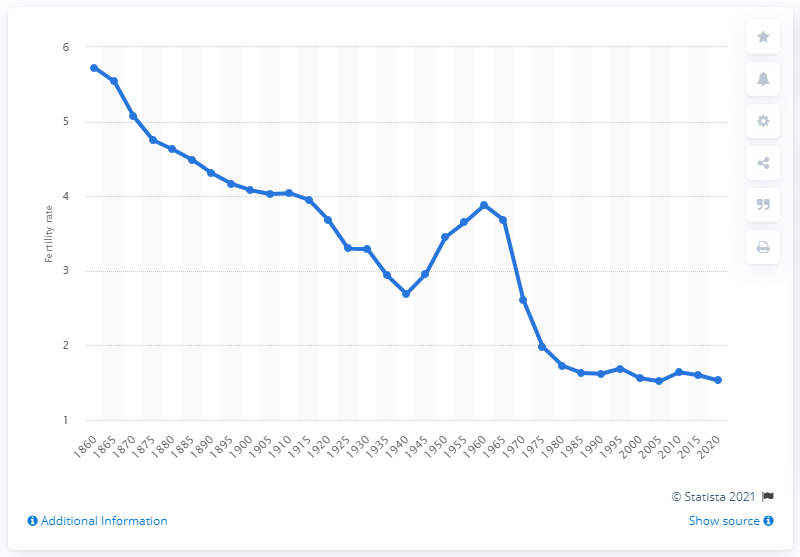 6
5
4
3
2
1
Fertility rate
1860 1865 1870 1875 1880 1885 1890 1895 1900 1905 1910 1915 1920 1925 1930 1935 1940 1945 1950 1955 1960 1965 1970 1975 1980 1985 1990 1995 2000 2005 2010 2015 2020
© Statista 2021
Additional Information
Show source